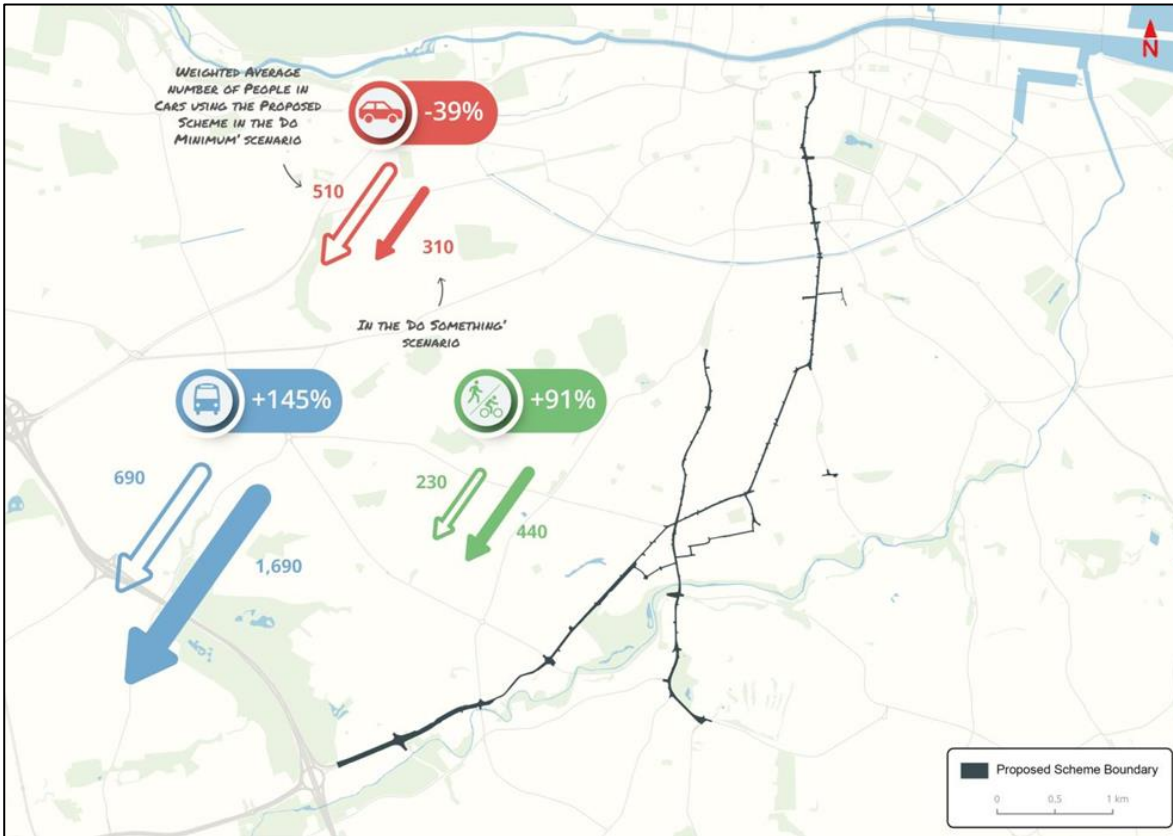 WEIGHTED AVERAGE
NUMBER OF PEOPLE IN
CARS USING THE PROPOSED
SCHEME IN THE 'DO
MINIMUM' SCENARIO
-39%
510
310
IN THE 'DO SOMETHING'
SCENARIO
+145%
+91%
690
1,690
230
440
N
Proposed Scheme Boundary
0 0.5 1 km